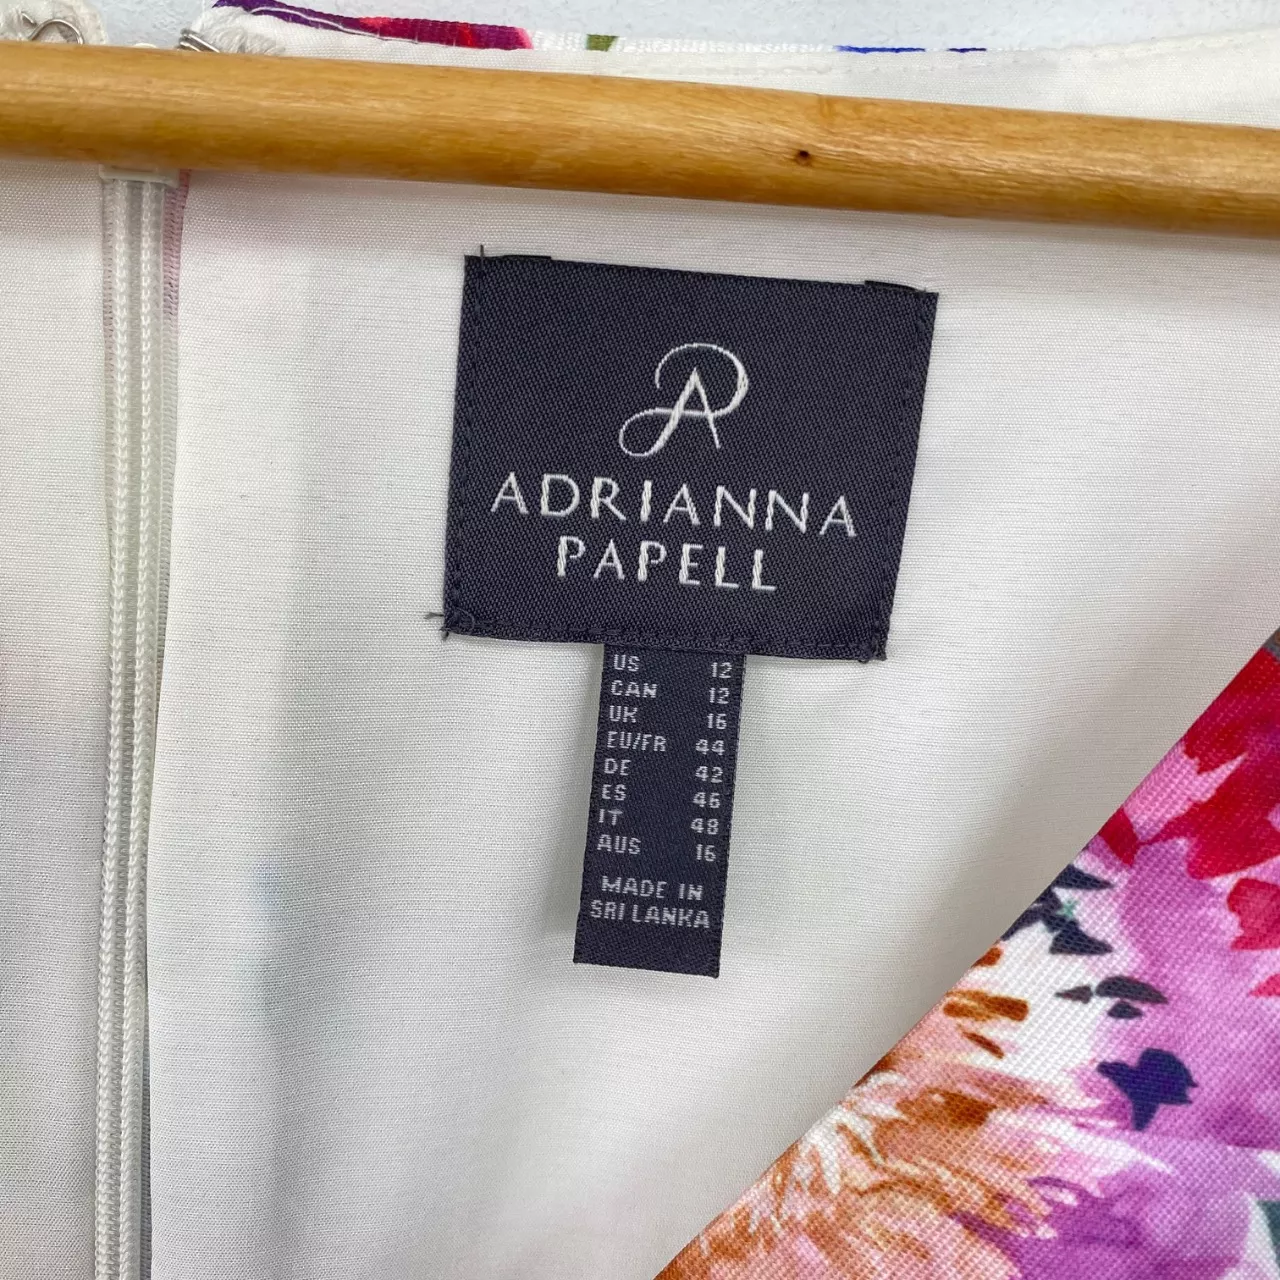 AP
ADRIANNA
PAPELL
US 12
CAN 12
UK 16
EU/FR 44
DE 42
ES 46
IT 48
AUS 16
MADE IN
SRI LANKA